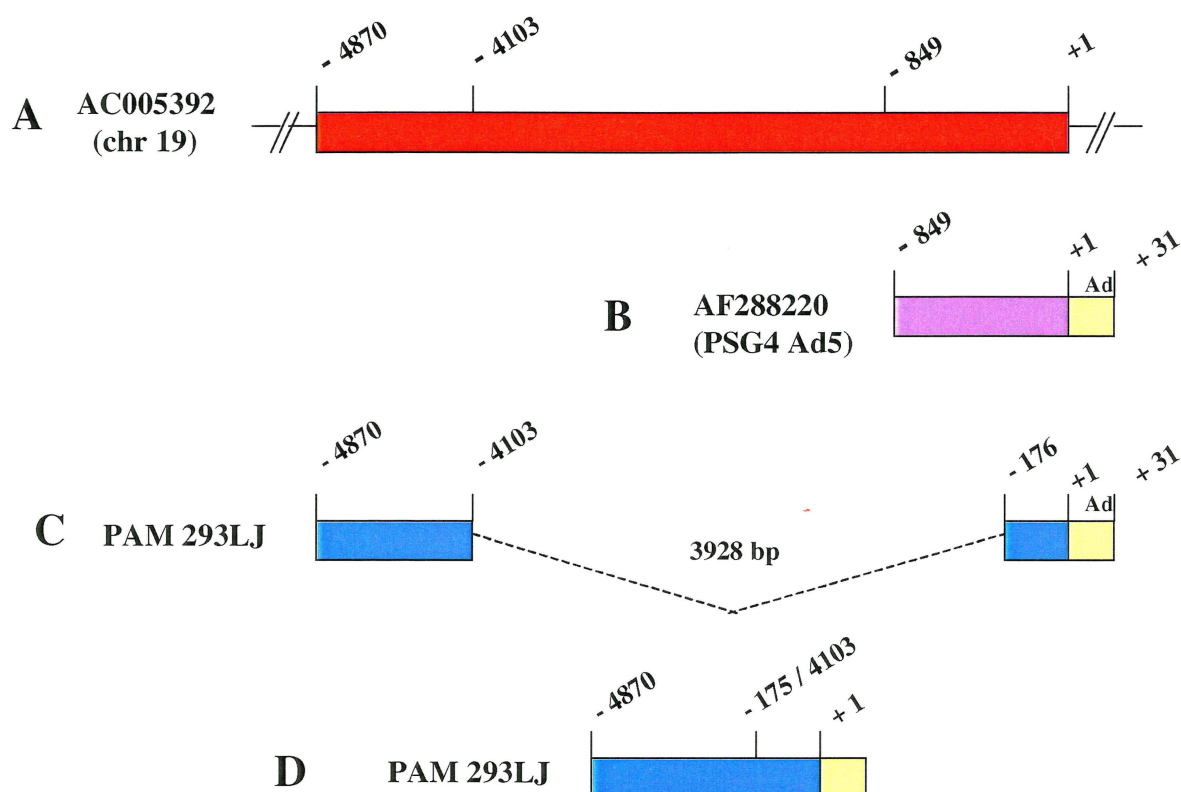 - 4870
- 4103
- 849
+1
A
AC005392
(chr 19)
- 849
+1
+ 31
Ad
B
AF288220
(PSG4 Ad5)
- 4870
- 4103
- 176
+1
+ 31
Ad
C
PAM 293LJ
3928 bp
- 4870
- 175 / 4103
+ 1
D
PAM 293LJ